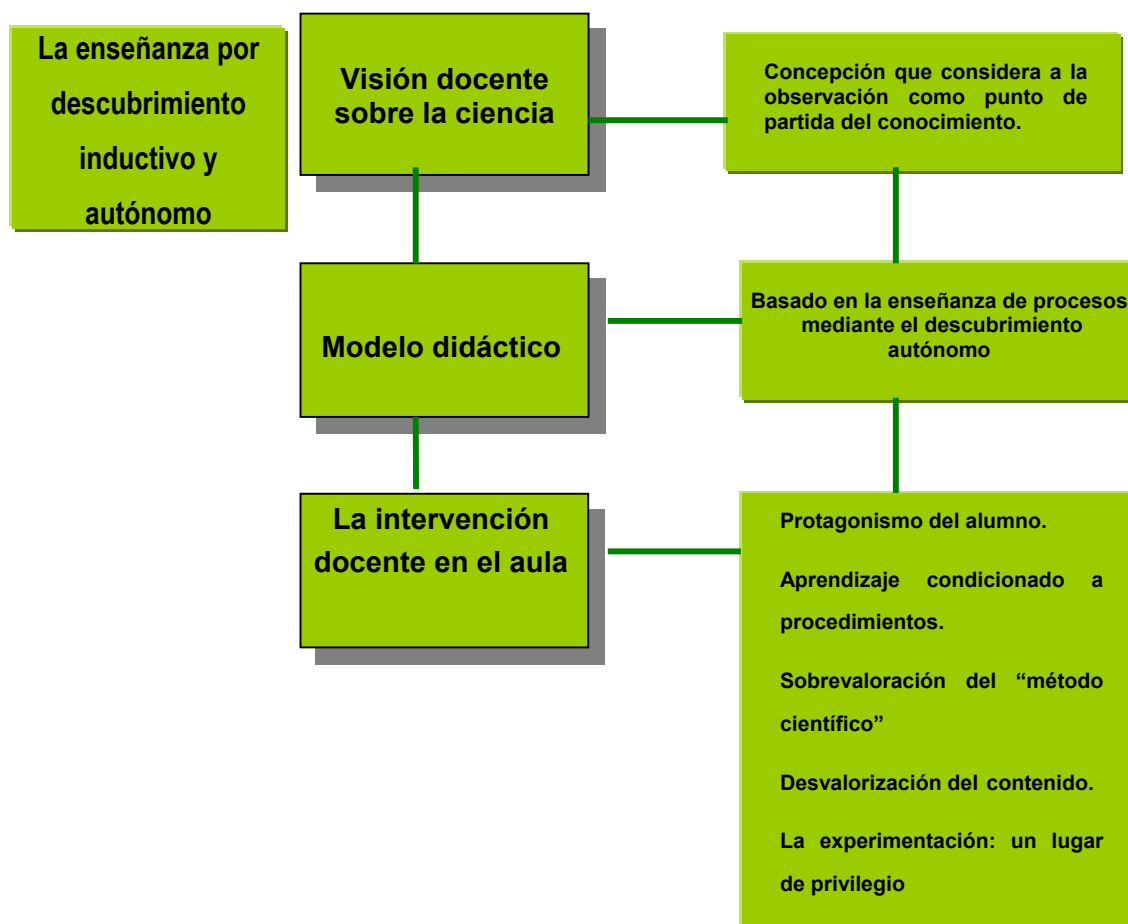 La enseñanza por
descubrimiento
inductivo y
autónomo
Visión docente
sobre la ciencia
Concepción que considera a la
observación como punto de
partida del conocimiento.
Modelo didáctico
Basado en la enseñanza de procesos
mediante el descubrimiento
autónomo
La intervención
docente en el aula
Protagonismo del alumno.
Aprendizaje condicionado a
procedimientos.
Sobrevaloración del “método
científico”
Desvalorización del contenido.
La experimentación: un lugar
de privilegio